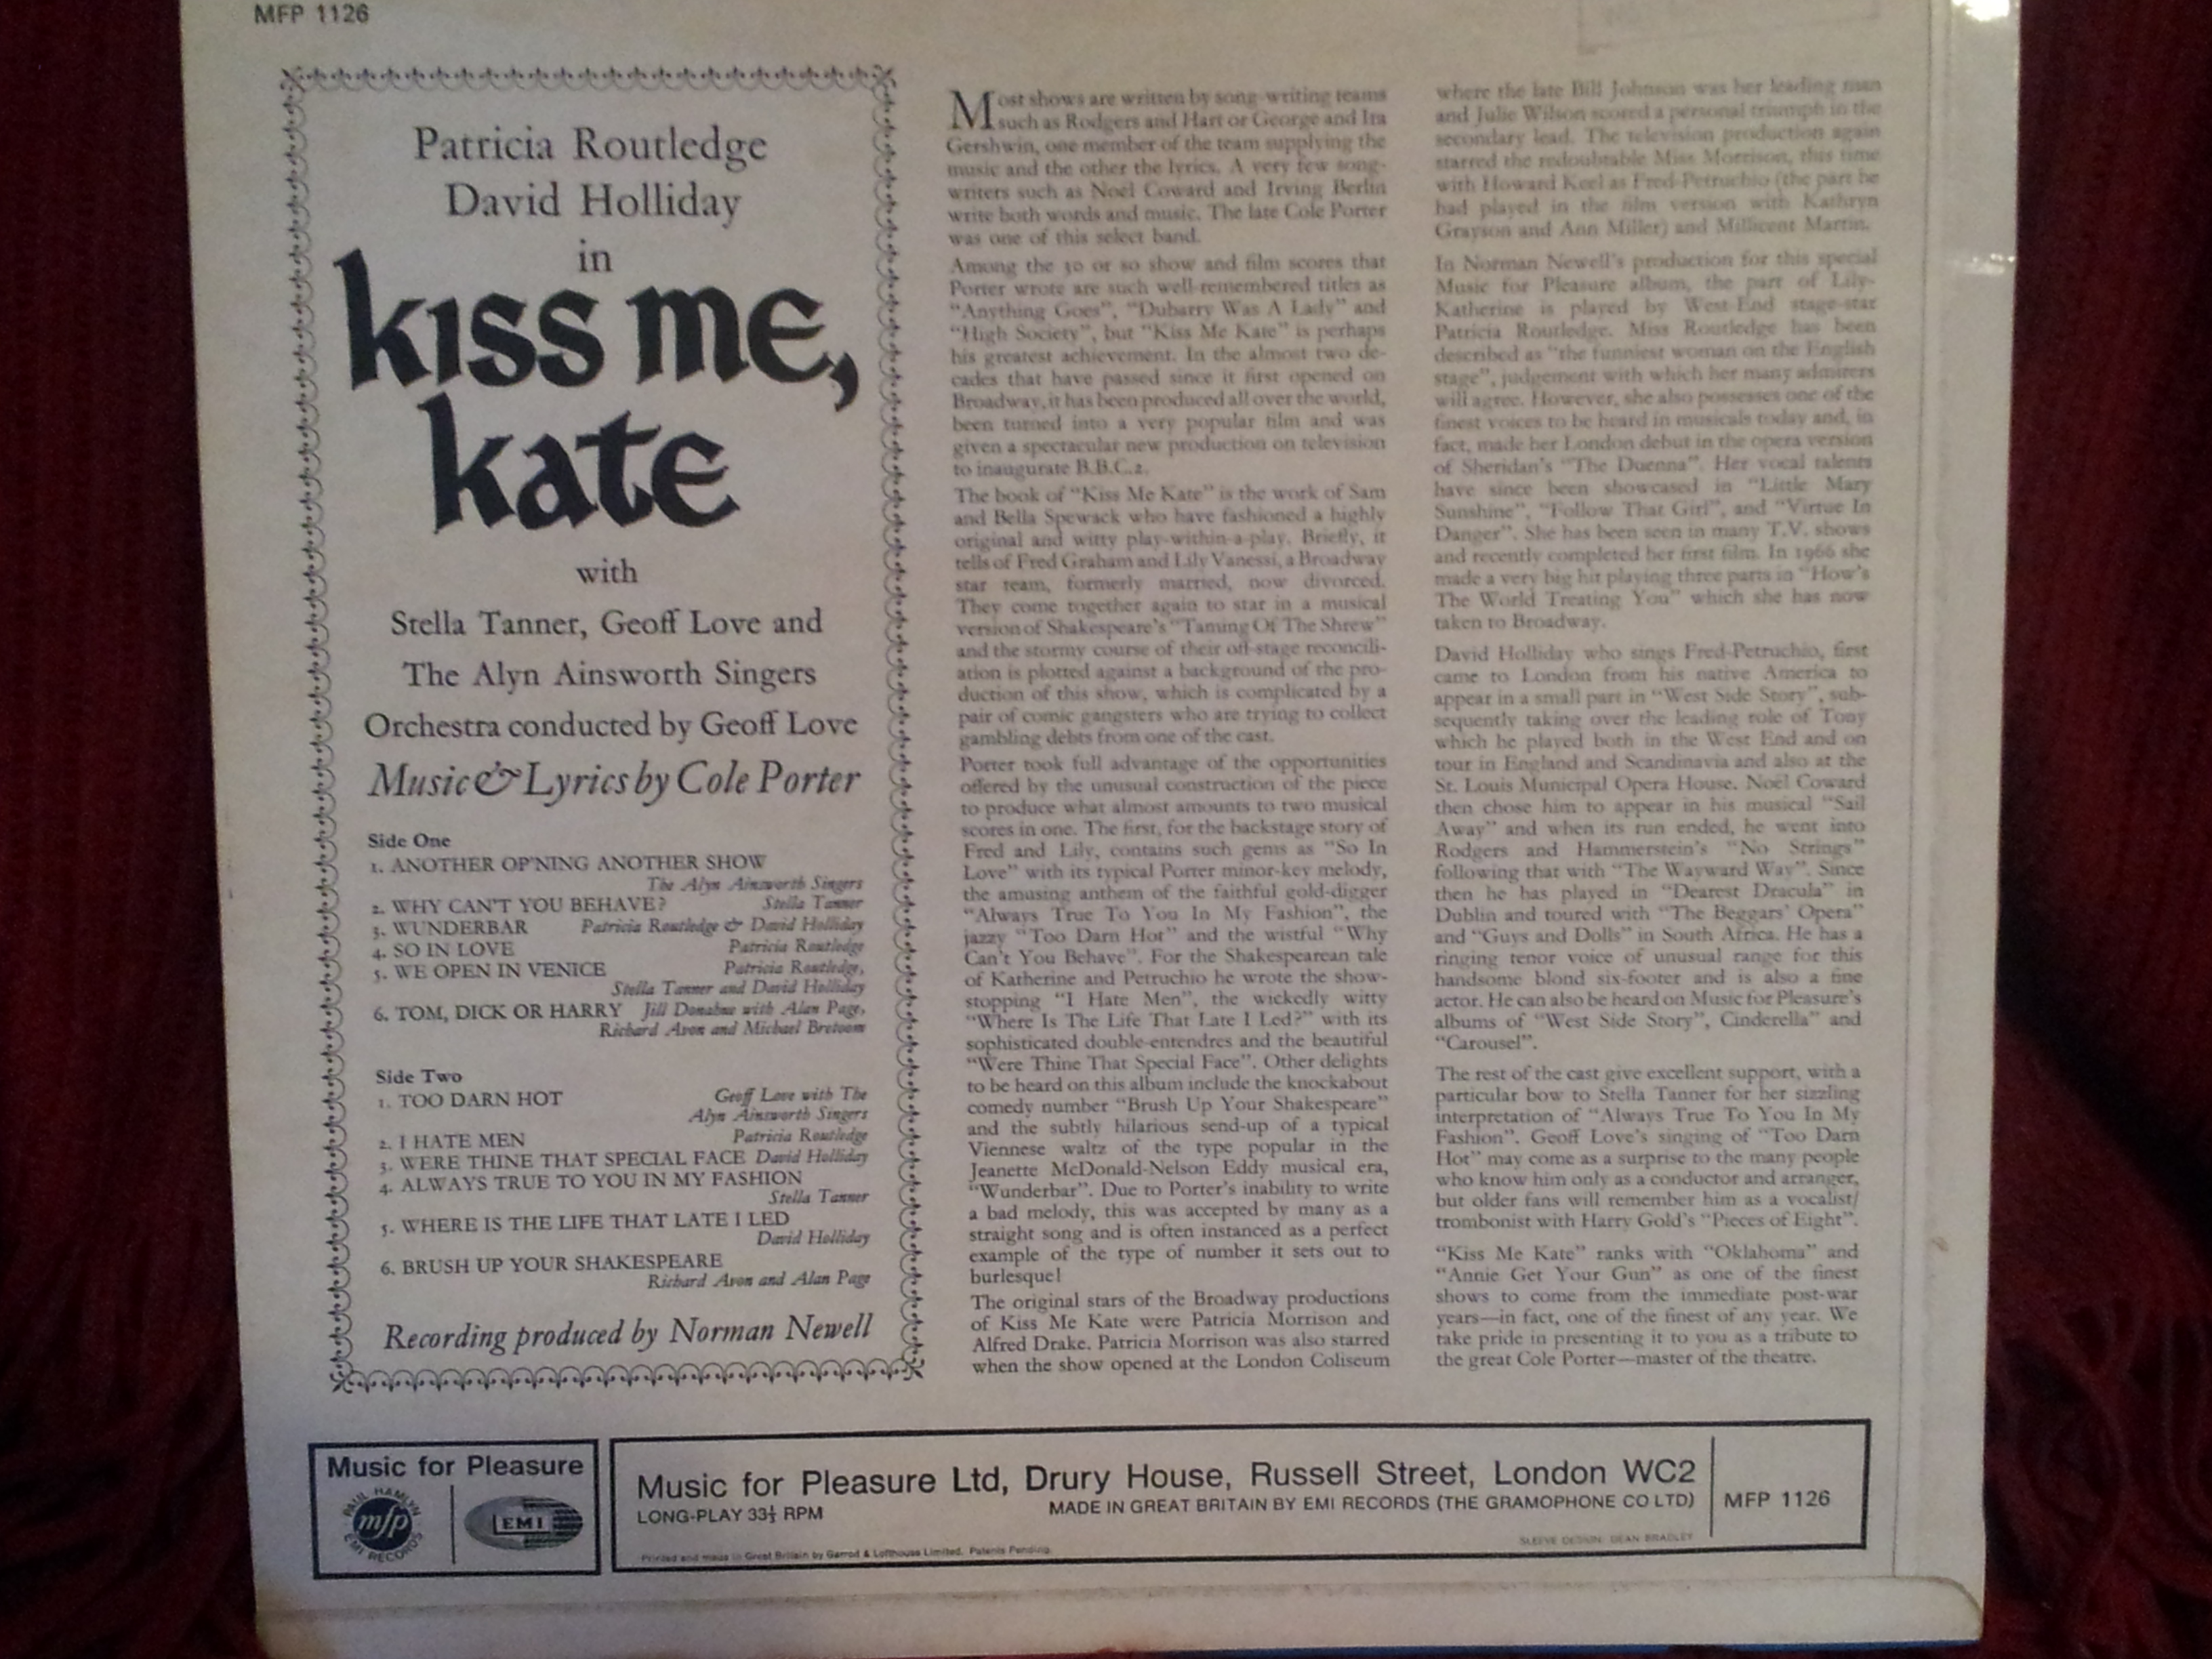 MFP 1126
Patricia Routledge
David Holliday
in
kiss me,
kate
with
Stella Tanner, Geoff Love and
The Alyn Ainsworth Singers
Orchestra conducted by Geoff Love
Music & Lyrics by Cole Porter
Side One
1. ANOTHER OP'NING ANOTHER SHOW
The Alyn Ainsworth Singers
2. WHY CAN'T YOU BEHAVE? Stella Tanner
3. WUNDERBAR Patricia Routledge & David Holliday
4. SO IN LOVE Patricia Routledge
5. WE OPEN IN VENICE Patricia Routledge,
Stella Tanner and David Holliday
6. TOM, DICK OR HARRY Jill Donahue with Alan Page,
Richard Avon and Michael Bretoom
Side Two
1. TOO DARN HOT Geoff Love with The
Alyn Ainsworth Singers
2. I HATE MEN Patricia Routledge
3. WERE THINE THAT SPECIAL FACE David Holliday
4. ALWAYS TRUE TO YOU IN MY FASHION
Stella Tanner
5. WHERE IS THE LIFE THAT LATE I LED
David Holliday
6. BRUSH UP YOUR SHAKESPEARE
Richard Avon and Alan Page
Recording produced by Norman Newell
Most shows are written by song-writing teams
such as Rodgers and Hart or George and Ira
Gershwin, one member of the team supplying the
music and the other the lyrics. A very few song-
writers such as Noel Coward and Irving Berlin
write both words and music. The late Cole Porter
was one of this select band.
Among the 30 or so show and film scores that
Porter wrote are such well-remembered titles as
"Anything Goes", "Dubarry Was A Lady" and
"High Society", but "Kiss Me Kate" is perhaps
his greatest achievement. In the almost two de-
cades that have passed since it first opened on
Broadway, it has been produced all over the world,
been turned into a very popular film and was
given a spectacular new production on television
to inaugurate B.B.C.2.
The book of "Kiss Me Kate" is the work of Sam
and Bella Spewack who have fashioned a highly
original and witty play-within-a-play. Briefly, it
tells of Fred Graham and Lily Vanessi, a Broadway
star team, formerly married, now divorced.
They come together again to star in a musical
version of Shakespeare's "Taming Of The Shrew"
and the stormy course of their off-stage reconcili-
ation is plotted against a background of the pro-
duction of this show, which is complicated by a
pair of comic gangsters who are trying to collect
gambling debts from one of the cast.
Porter took full advantage of the opportunities
offered by the unusual construction of the piece
to produce what almost amounts to two musical
scores in one. The first, for the backstage story of
Fred and Lily, contains such gems as "So In
Love" with its typical Porter minor-key melody,
the amusing anthem of the faithful gold-digger
"Always True To You In My Fashion", the
jazzy "Too Darn Hot" and the wistful "Why
Can't You Behave". For the Shakespearean tale
of Katherine and Petruchio he wrote the show-
stopping "I Hate Men", the wickedly witty
"Where Is The Life That Late I Led?" with its
sophisticated double-entendres and the beautiful
"Were Thine That Special Face". Other delights
to be heard on this album include the knockabout
comedy number "Brush Up Your Shakespeare"
and the subtly hilarious send-up of a typical
Viennese waltz of the type popular in the
Jeanette McDonald-Nelson Eddy musical era,
"Wunderbar". Due to Porter's inability to write
a bad melody, this was accepted by many as a
straight song and is often instanced as a perfect
example of the type of number it sets out to
burlesque!
The original stars of the Broadway productions
of Kiss Me Kate were Patricia Morrison and
Alfred Drake. Patricia Morrison was also starred
when the show opened at the London Coliseum
where the late Bill Johnson was her leading man
and Julie Wilson scored a personal triumph in the
secondary lead. The television production again
starred the redoubtable Miss Morrison, this time
with Howard Keel as Fred-Petruchio (the part he
had played in the film version with Kathryn
Grayson and Ann Miller) and Millicent Martin.
In Norman Newell's production for this special
Music for Pleasure album, the part of Lily-
Katherine is played by West-End stage-star
Patricia Routledge. Miss Routledge has been
described as "the funniest woman on the English
stage", judgement with which her many admirers
will agree. However, she also possesses one of the
finest voices to be heard in musicals today and, in
fact, made her London debut in the opera version
of Sheridan's "The Duenna". Her vocal talents
have since been showcased in "Little Mary
Sunshine", "Follow That Girl", and "Virtue In
Danger". She has been seen in many T.V. shows
and recently completed her first film. In 1966 she
made a very big hit playing three parts in "How's
The World Treating You" which she has now
taken to Broadway.
David Holliday who sings Fred-Petruchio, first
came to London from his native America to
appear in a small part in "West Side Story", sub-
sequently taking over the leading role of Tony
which he played both in the West End and on
tour in England and Scandinavia and also at the
St. Louis Municipal Opera House. Noël Coward
then chose him to appear in his musical "Sail
Away" and when its run ended, he went into
Rodgers and Hammerstein's "No Strings"
following that with "The Wayward Way". Since
then he has played in "Dearest Dracula" in
Dublin and toured with "The Beggars' Opera"
and "Guys and Dolls" in South Africa. He has a
ringing tenor voice of unusual range for this
handsome blond six-footer and is also a fine
actor. He can also be heard on Music for Pleasure's
albums of "West Side Story", Cinderella" and
"Carousel".
The rest of the cast give excellent support, with a
particular bow to Stella Tanner for her sizzling
interpretation of "Always True To You In My
Fashion". Geoff Love's singing of "Too Darn
Hot" may come as a surprise to the many people
who know him only as a conductor and arranger,
but older fans will remember him as a vocalist/
trombonist with Harry Gold's "Pieces of Eight".
"Kiss Me Kate" ranks with "Oklahoma" and
"Annie Get Your Gun" as one of the finest
shows to come from the immediate post-war
years—in fact, one of the finest of any year. We
take pride in presenting it to you as a tribute to
the great Cole Porter—master of the theatre.
Music for Pleasure
PAUL HAMLYN
mfp
EMI RECORDS
EMI
Music for Pleasure Ltd, Drury House, Russell Street, London WC2
LONG-PLAY 33⅓ RPM MADE IN GREAT BRITAIN BY EMI RECORDS (THE GRAMOPHONE CO LTD)
MFP 1126
SLEEVE DESIGN: DEAN BRADLEY
Printed and made in Great Britain by Garrod & Lofthouse Limited. Patents Pending.